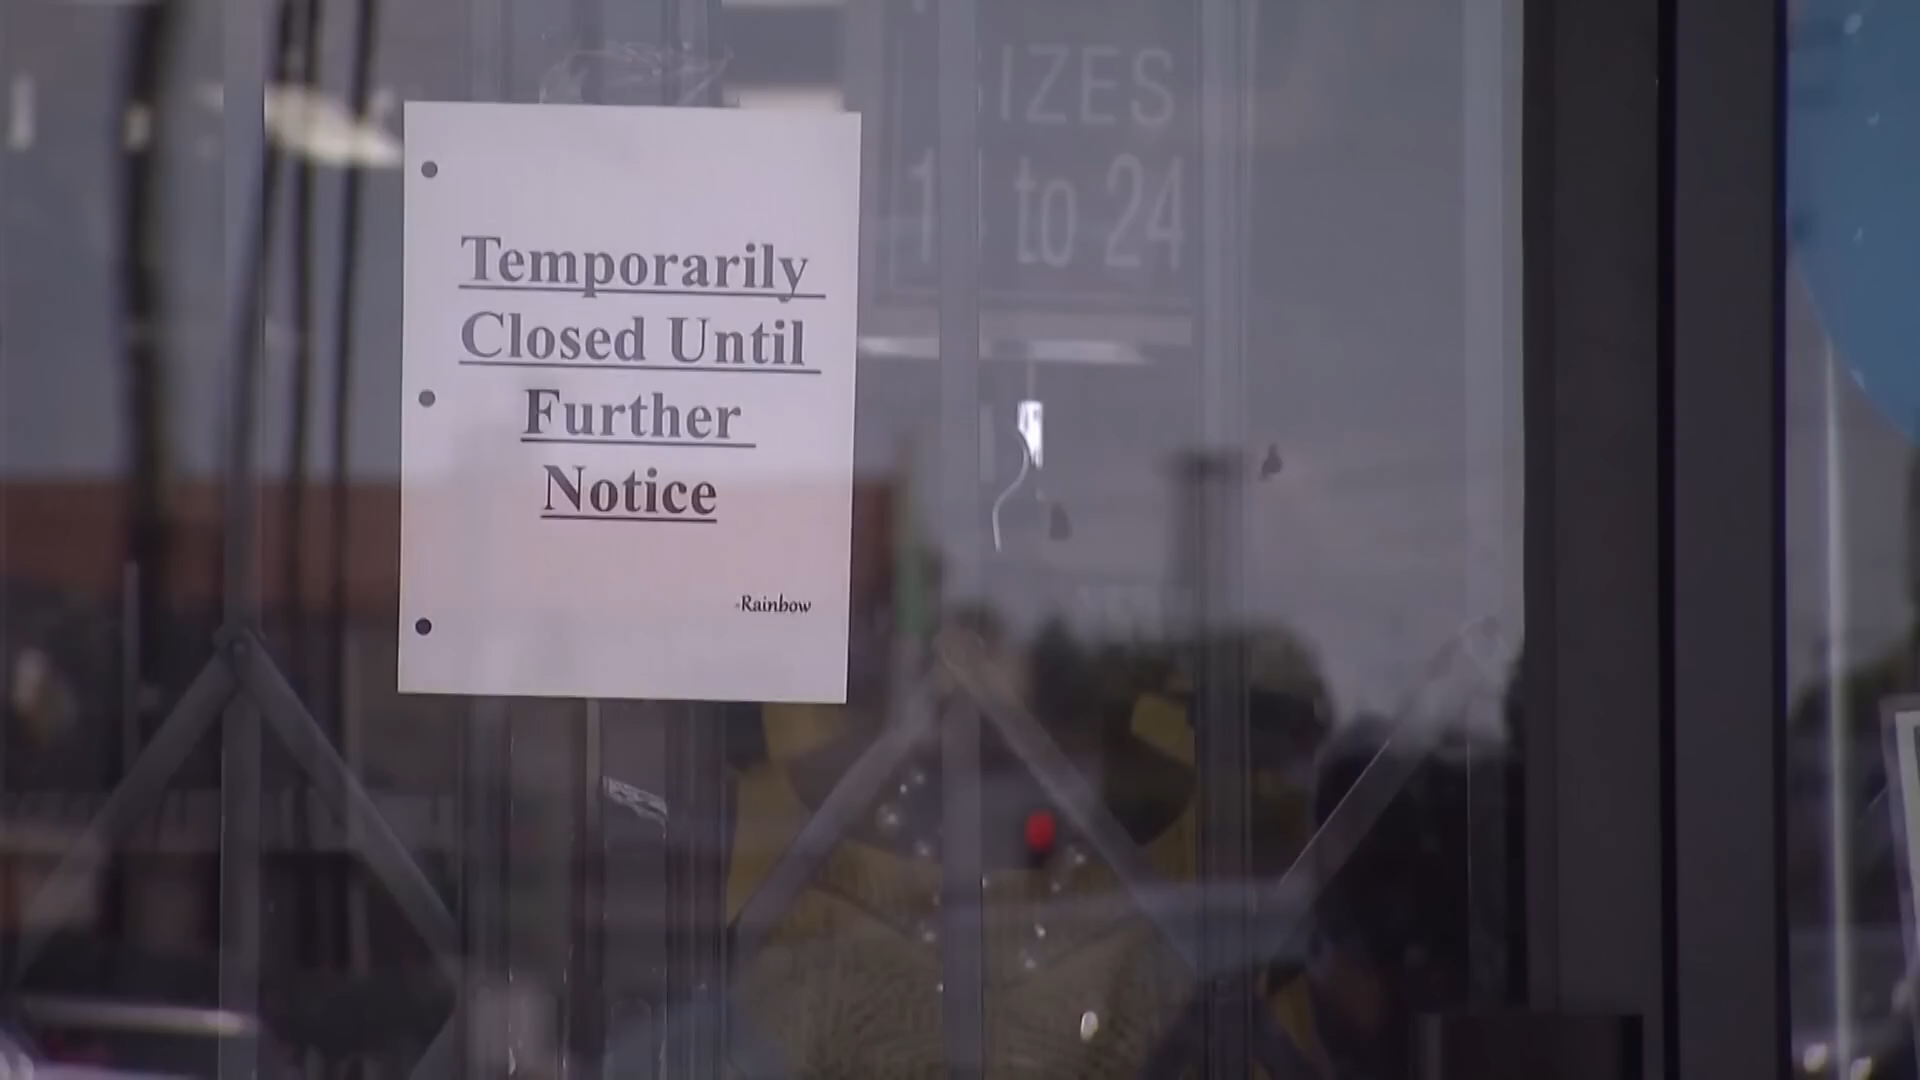 Temporarily
Closed Until
Further
Notice
-Rainbow
IZES
to 24